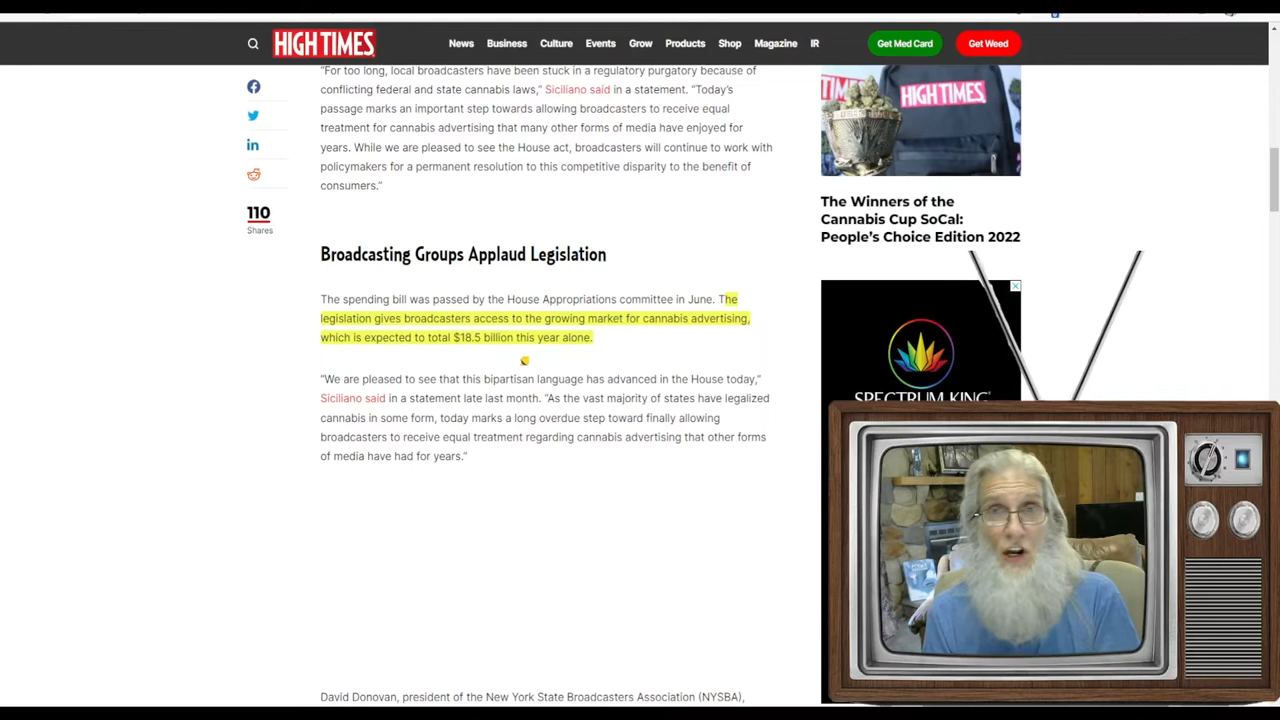 HIGH TIMES
News Business Culture Events Grow Products Shop Magazine IR
Get Med Card Get Weed
110
Shares
"For too long, local broadcasters have been stuck in a regulatory purgatory because of
conflicting federal and state cannabis laws," Siciliano said in a statement. "Today's
passage marks an important step towards allowing broadcasters to receive equal
treatment for cannabis advertising that many other forms of media have enjoyed for
years. While we are pleased to see the House act, broadcasters will continue to work with
policymakers for a permanent resolution to this competitive disparity to the benefit of
consumers."
Broadcasting Groups Applaud Legislation
The spending bill was passed by the House Appropriations committee in June. The
legislation gives broadcasters access to the growing market for cannabis advertising,
which is expected to total $18.5 billion this year alone.
"We are pleased to see that this bipartisan language has advanced in the House today,"
Siciliano said in a statement late last month. "As the vast majority of states have legalized
cannabis in some form, today marks a long overdue step toward finally allowing
broadcasters to receive equal treatment regarding cannabis advertising that other forms
of media have had for years."
David Donovan, president of the New York State Broadcasters Association (NYSBA),
HIGH TIMES
The Winners of the
Cannabis Cup SoCal:
People's Choice Edition 2022
SPECTRUM KING